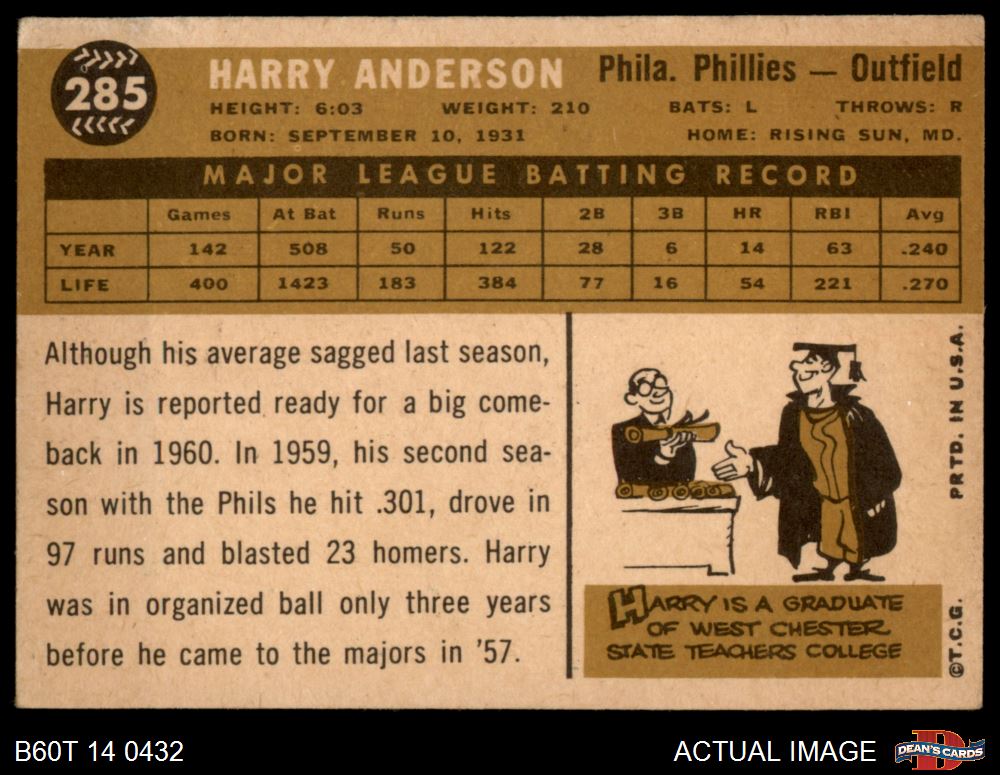 285
HARRY ANDERSON Phila. Phillies — Outfield
HEIGHT: 6:03 WEIGHT: 210 BATS: L THROWS: R
BORN: SEPTEMBER 10, 1931 HOME: RISING SUN, MD.
MAJOR LEAGUE BATTING RECORD
Games At Bat Runs Hits 2B 3B HR RBI Avg
YEAR 142 508 50 122 28 6 14 63 .240
LIFE 400 1423 183 384 77 16 54 221 .270
Although his average sagged last season,
Harry is reported ready for a big come-
back in 1960. In 1959, his second sea-
son with the Phils he hit .301, drove in
97 runs and blasted 23 homers. Harry
was in organized ball only three years
before he came to the majors in '57.
HARRY IS A GRADUATE
OF WEST CHESTER
STATE TEACHERS COLLEGE
PRTD. IN U.S.A.
©T.C.G.
B60T 14 0432
ACTUAL IMAGE
D
DEAN'S CARDS